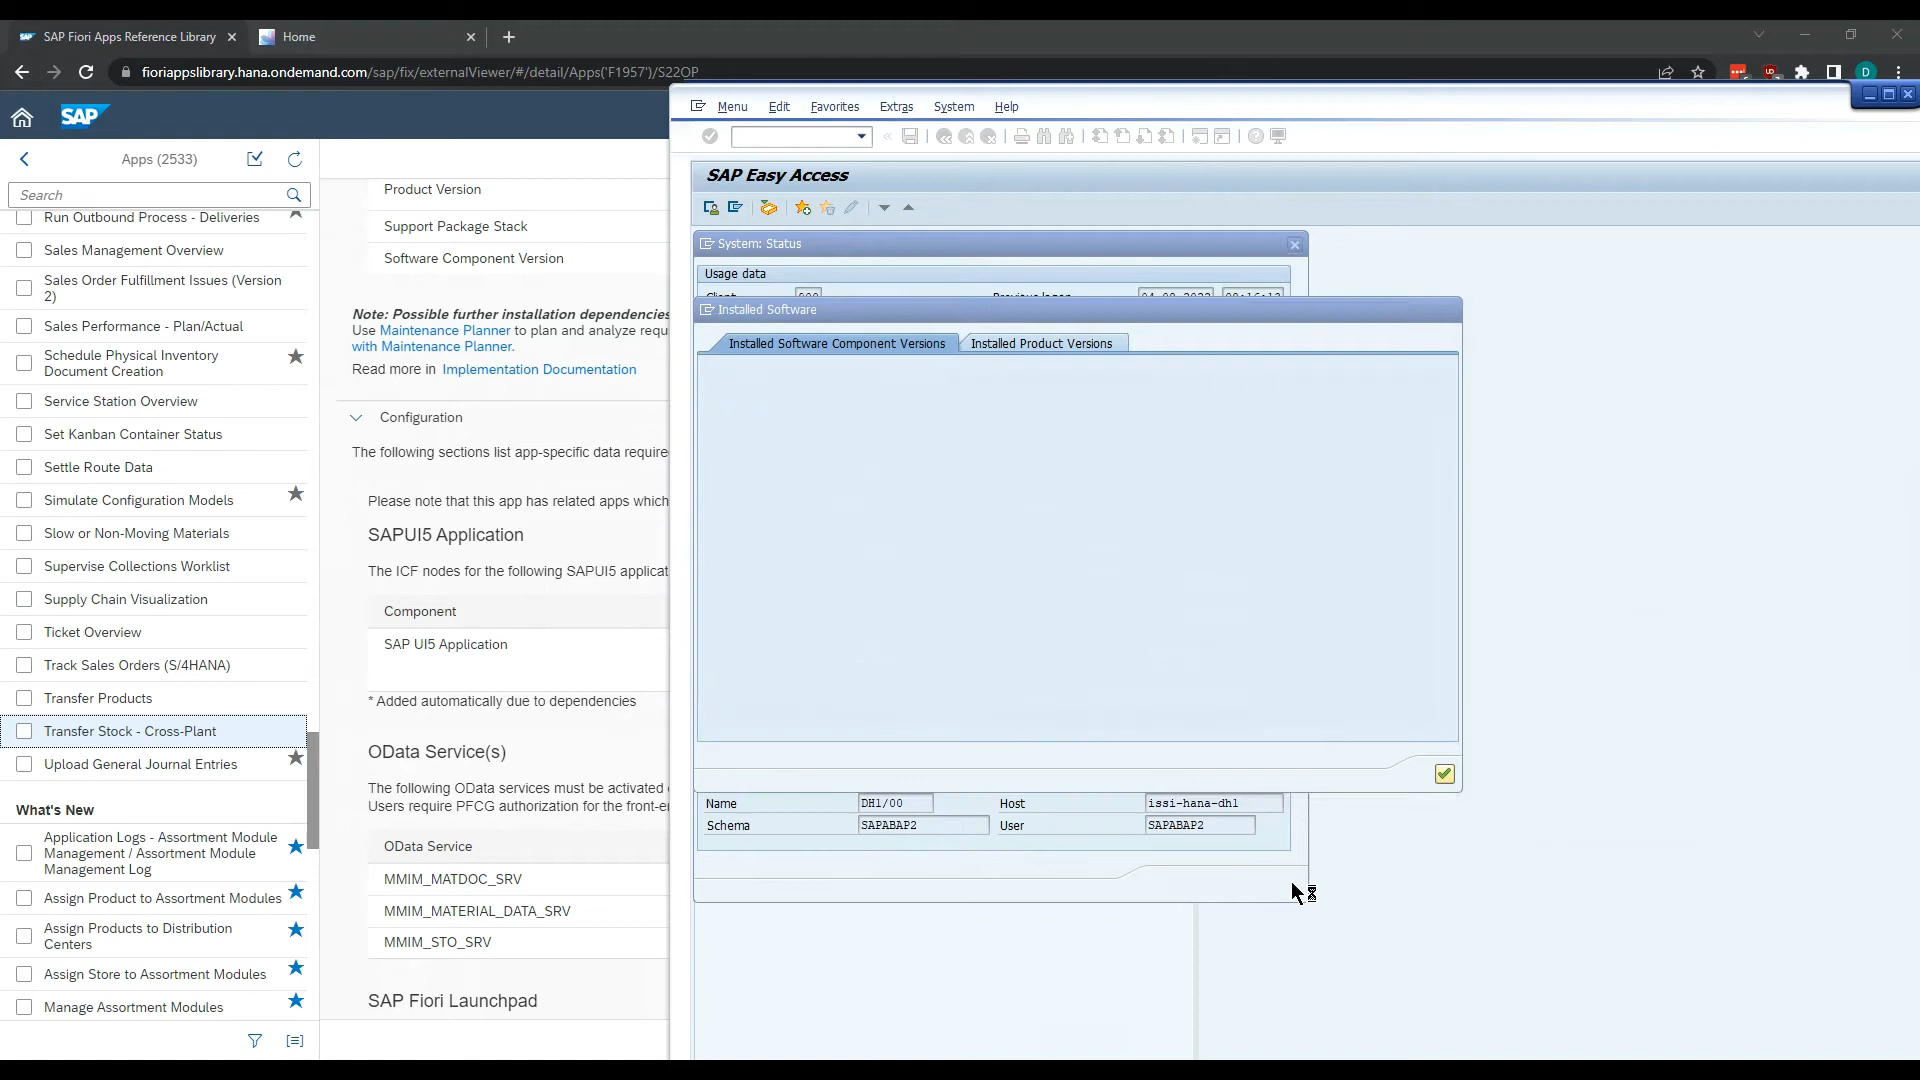 SAP Fiori Apps Reference Library
Home
fioriappslibrary.hana.ondemand.com/sap/fix/externalViewer/#/detail/Apps('F1957')/S22OP
D
SAP
Apps (2533)
Search
Run Outbound Process - Deliveries
Sales Management Overview
Sales Order Fulfillment Issues (Version
2)
Sales Performance - Plan/Actual
Schedule Physical Inventory
Document Creation
Service Station Overview
Set Kanban Container Status
Settle Route Data
Simulate Configuration Models
Slow or Non-Moving Materials
Supervise Collections Worklist
Supply Chain Visualization
Ticket Overview
Track Sales Orders (S/4HANA)
Transfer Products
Transfer Stock - Cross-Plant
Upload General Journal Entries
What's New
Application Logs - Assortment Module
Management / Assortment Module
Management Log
Assign Product to Assortment Modules
Assign Products to Distribution
Centers
Assign Store to Assortment Modules
Manage Assortment Modules
Product Version
Support Package Stack
Software Component Version
Note: Possible further installation dependencies
Use Maintenance Planner to plan and analyze requ
with Maintenance Planner.
Read more in Implementation Documentation
Configuration
The following sections list app-specific data require
Please note that this app has related apps which
SAPUI5 Application
The ICF nodes for the following SAPUI5 applicat
Component
SAP UI5 Application
* Added automatically due to dependencies
OData Service(s)
The following OData services must be activated
Users require PFCG authorization for the front-e
OData Service
MMIM_MATDOC_SRV
MMIM_MATERIAL_DATA_SRV
MMIM_STO_SRV
SAP Fiori Launchpad
Menu Edit Favorites Extras System Help
SAP Easy Access
System: Status
Usage data
Installed Software
Installed Software Component Versions
Installed Product Versions
Name DH1/00 Host issi-hana-dh1
Schema SAPABAP2 User SAPABAP2